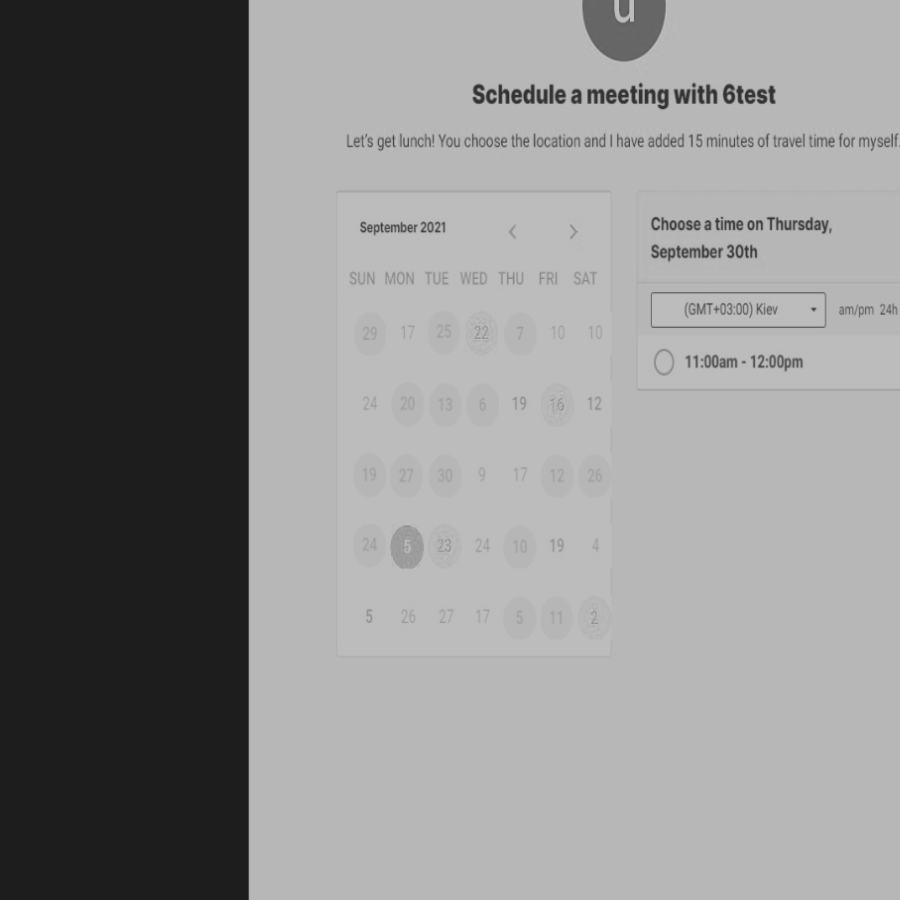 u
Schedule a meeting with 6test
Let's get lunch! You choose the location and I have added 15 minutes of travel time for myself.
September 2021
SUN MON TUE WED THU FRI SAT
29 17 25 22 7 10 10
24 20 13 6 19 16 12
19 27 30 9 17 12 26
24 5 23 24 10 19 4
5 26 27 17 5 11 2
Choose a time on Thursday,
September 30th
(GMT+03:00) Kiev am/pm 24h
11:00am - 12:00pm